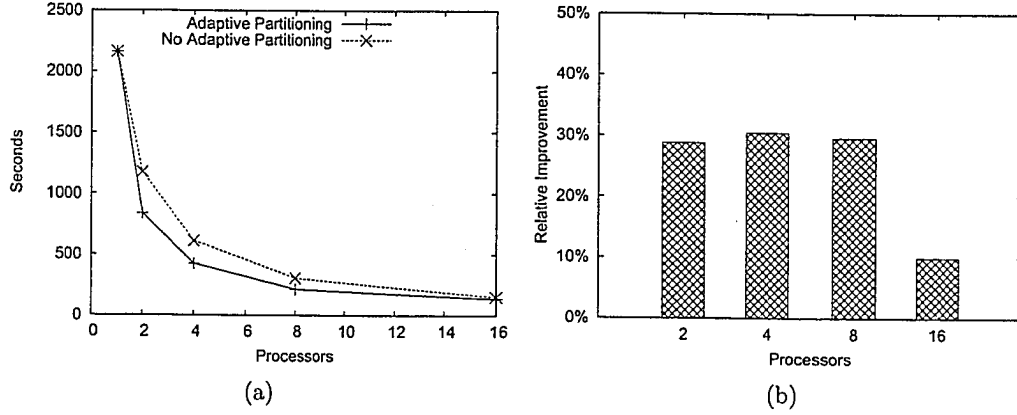 2500
2000
1500
1000
500
0
Seconds
Adaptive Partitioning
No Adaptive Partitioning
0 2 4 6 8 10 12 14 16
Processors
(a)
50%
40%
30%
20%
10%
0%
Relative Improvement
2 4 8 16
Processors
(b)